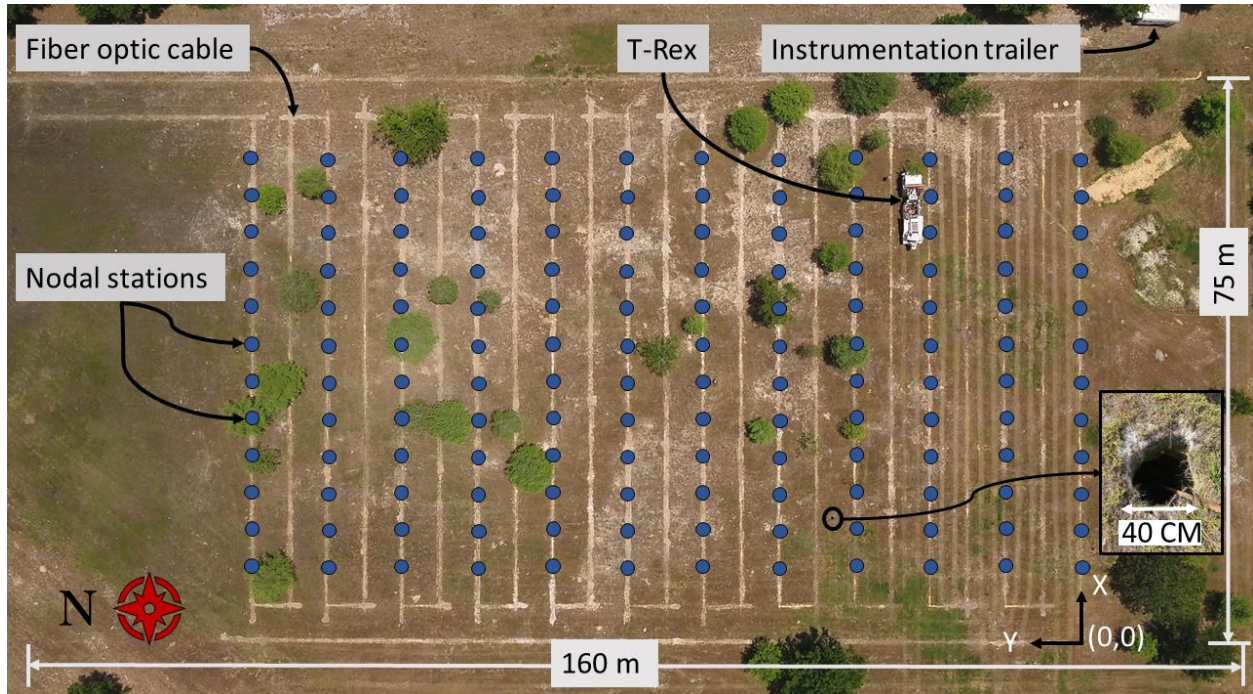 Fiber optic cable
T-Rex
Instrumentation trailer
Nodal stations
75 m
40 CM
N
X
Y
(0,0)
160 m